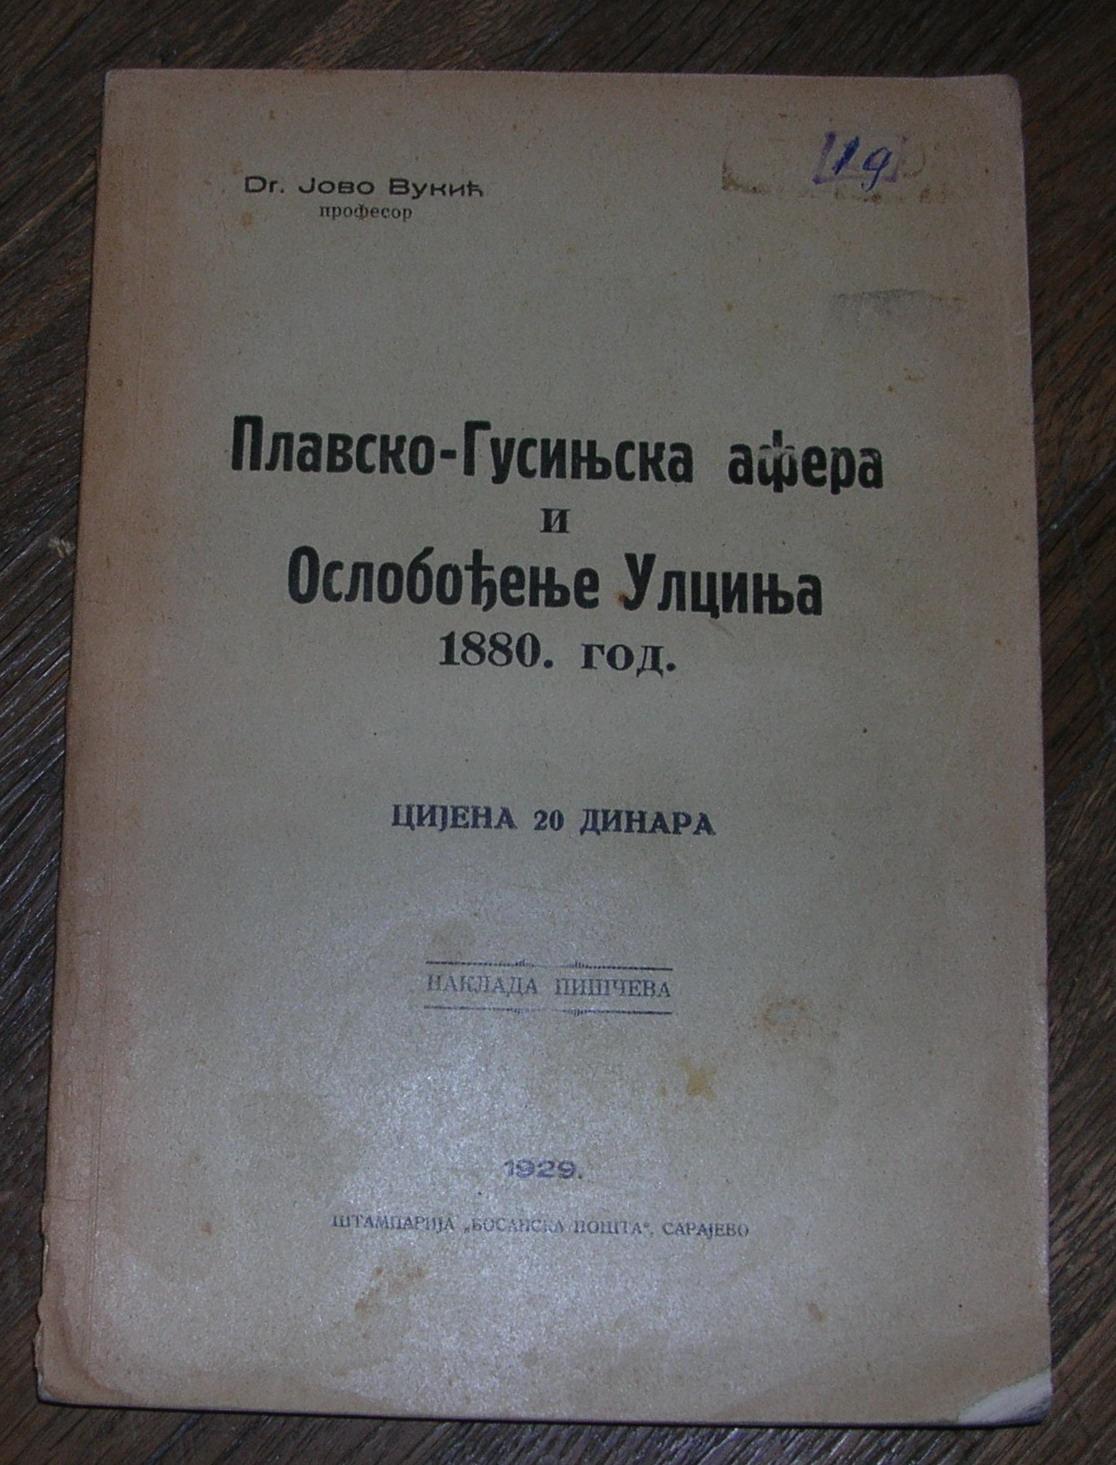 19
Dr. Јово Вукић
професор
Плавско-Гусињска афера
и
Ослобођење Улциња
1880. год.
ЦИЈЕНА 20 ДИНАРА
НАКЛАДА ПИШЧЕВА
1929.
ШТАМПАРИЈА „БОСАНСКА ПОШТА“, САРАЈЕВО